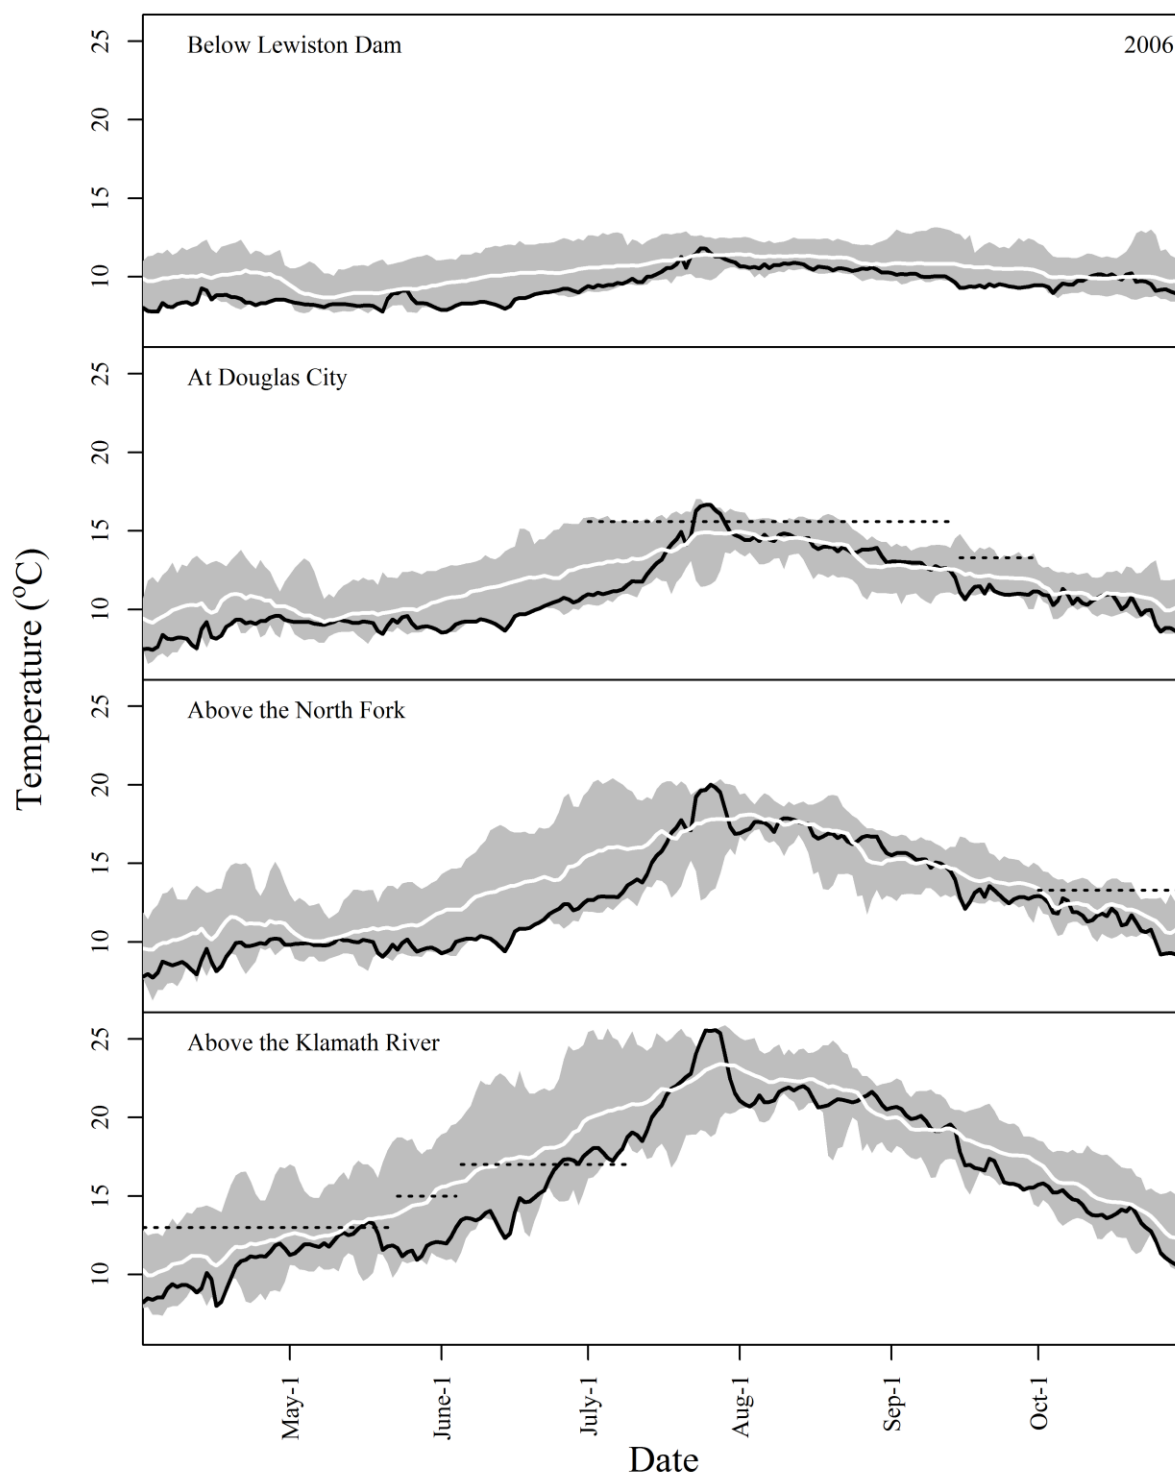 Below Lewiston Dam 2006
25
20
15
10
At Douglas City
25
20
15
10
Above the North Fork
25
20
15
10
Above the Klamath River
25
20
15
10
Temperature (°C)
May-1 June-1 July-1 Aug-1 Sep-1 Oct-1
Date